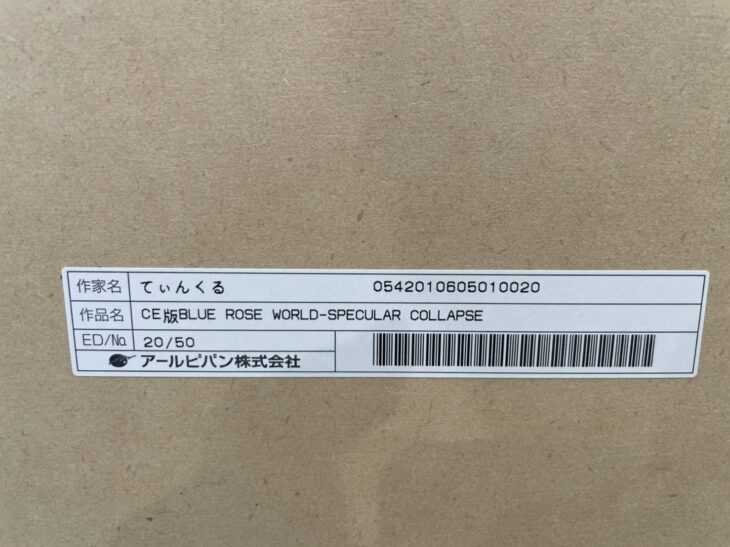 作家名 てぃんくる 0542010605010020
作品名 CE版BLUE ROSE WORLD-SPECULAR COLLAPSE
ED/No. 20/50
アールビバン株式会社